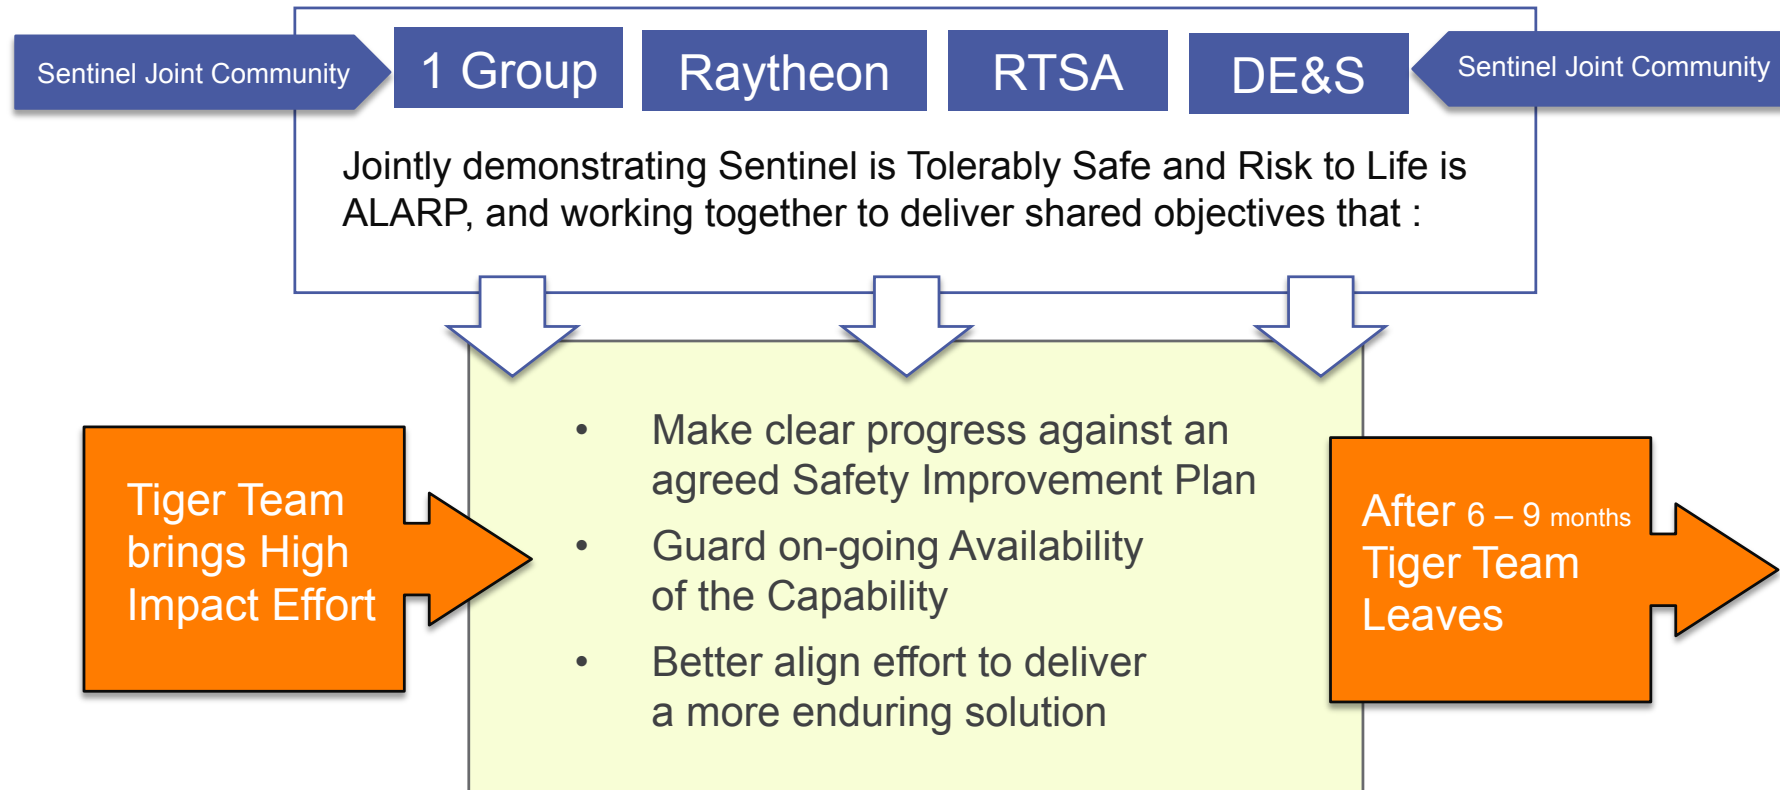 Sentinel Joint Community
1 Group
Raytheon
RTSA
DE&S
Sentinel Joint Community
Jointly demonstrating Sentinel is Tolerably Safe and Risk to Life is
ALARP, and working together to deliver shared objectives that :
Tiger Team
brings High
Impact Effort
• Make clear progress against an
agreed Safety Improvement Plan
• Guard on-going Availability
of the Capability
• Better align effort to deliver
a more enduring solution
After 6 – 9 months
Tiger Team
Leaves